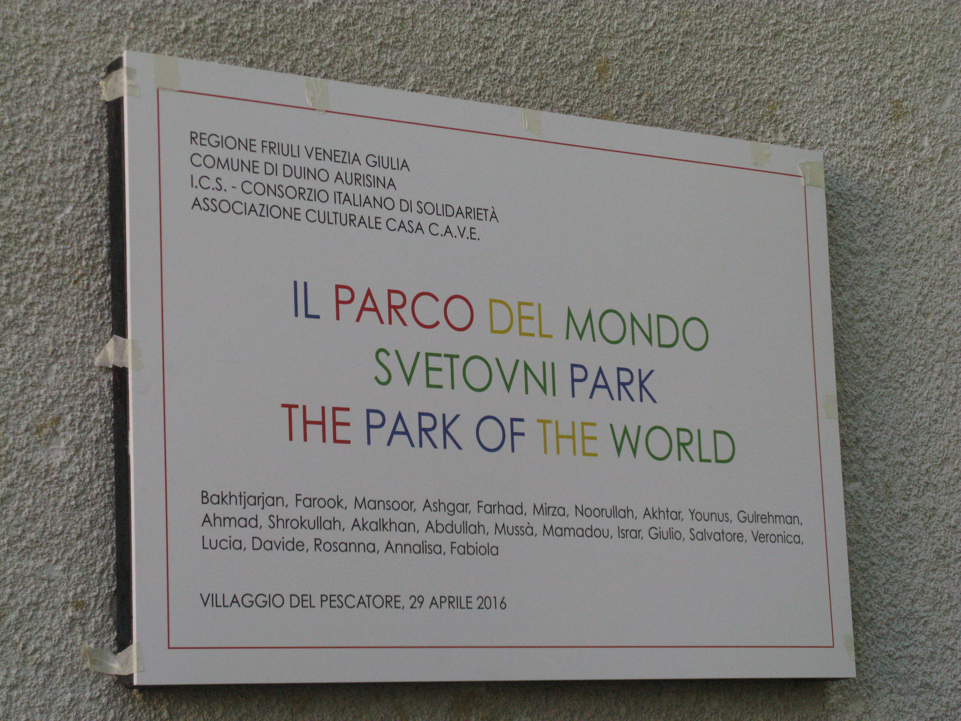 REGIONE FRIULI VENEZIA GIULIA
COMUNE DI DUINO AURISINA
I.C.S. - CONSORZIO ITALIANO DI SOLIDARIETÀ
ASSOCIAZIONE CULTURALE CASA C.A.V.E.
IL PARCO DEL MONDO
SVETOVNI PARK
THE PARK OF THE WORLD
Bakhtjarjan, Farook, Mansoor, Ashgar, Farhad, Mirza, Noorullah, Akhtar, Younus, Gulrehman,
Ahmad, Shrokullah, Akalkhan, Abdullah, Mussà, Mamadou, Israr, Giulio, Salvatore, Veronica,
Lucia, Davide, Rosanna, Annalisa, Fabiola
VILLAGGIO DEL PESCATORE, 29 APRILE 2016